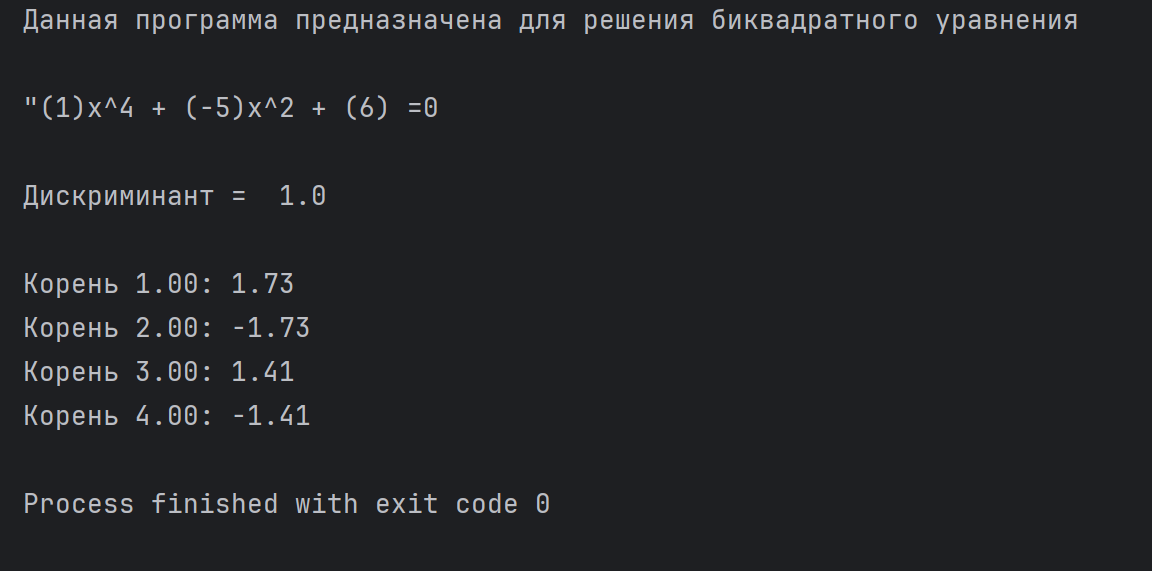 Данная программа предназначена для решения биквадратного уравнения
"(1)x^4 + (-5)x^2 + (6) =0
Дискриминант =  1.0
Корень 1.00: 1.73
Корень 2.00: -1.73
Корень 3.00: 1.41
Корень 4.00: -1.41
Process finished with exit code 0